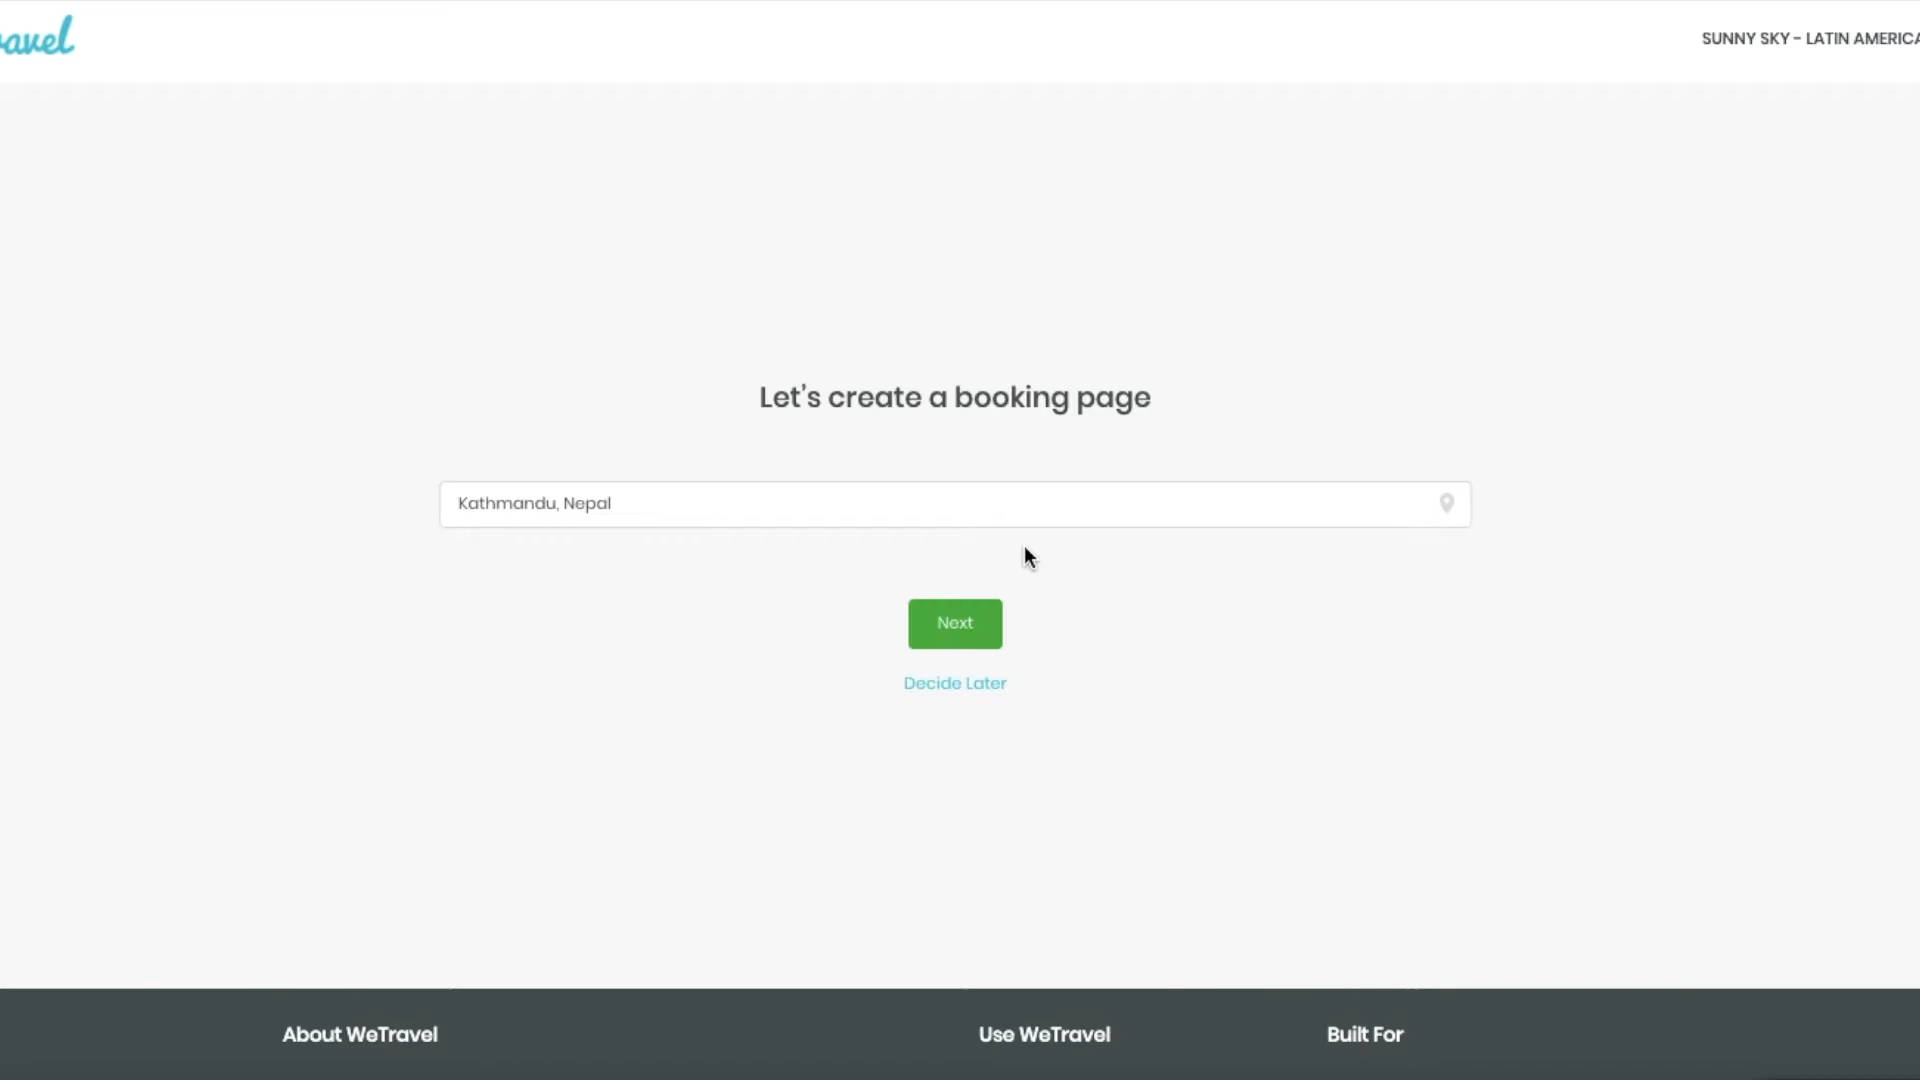 avel
SUNNY SKY - LATIN AMERICA
Let's create a booking page
Kathmandu, Nepal
Next
Decide Later
About WeTravel
Use WeTravel
Built For